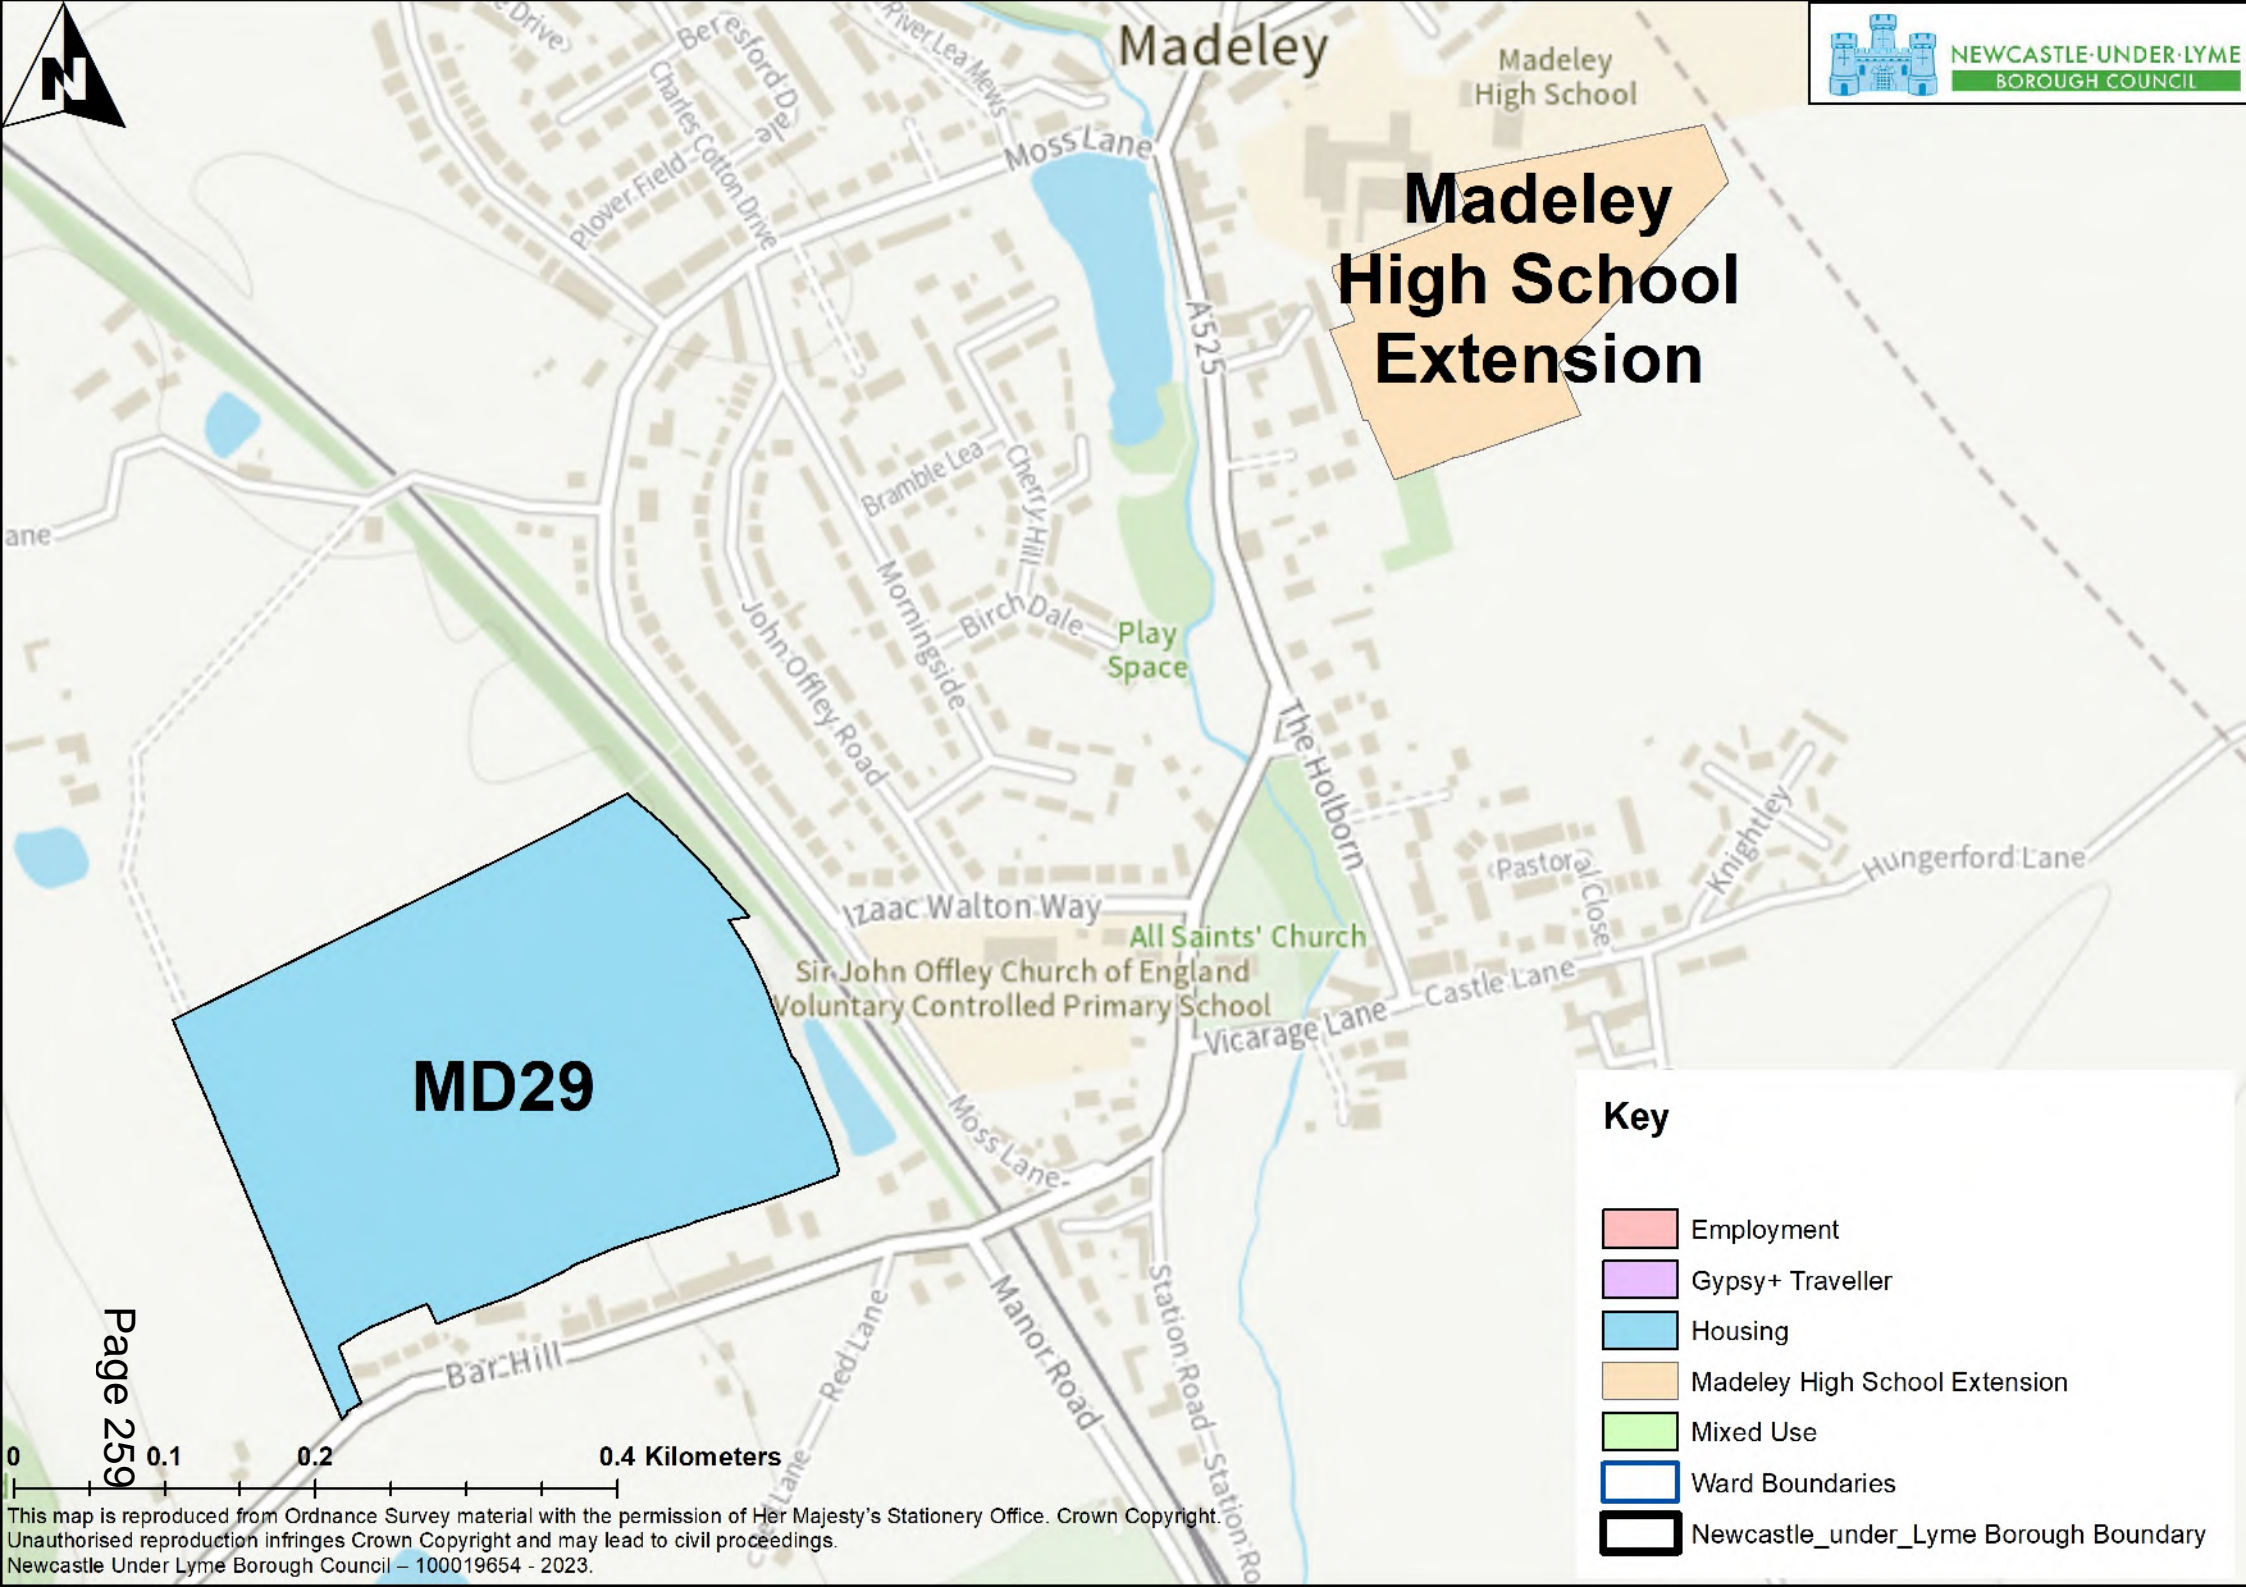 N
e Drive
Beresford Dale
River Lea Mews
Madeley
Madeley
High School
NEWCASTLE·UNDER·LYME
BOROUGH COUNCIL
Charles Cotton Drive
Plover Field
Moss Lane
Madeley
High School
Extension
A525
Bramble Lea
Cherry Hill
ane
Morningside
Birch Dale
Play
Space
John Offley Road
The Holborn
Knightley
Pastoral Close
Hungerford Lane
Izaac Walton Way
All Saints' Church
Sir John Offley Church of England
Voluntary Controlled Primary School
Castle Lane
Vicarage Lane
MD29
Moss Lane
Bar Hill
Red Lane
Manor Road
Station Road
Station Ro
Red Lane
Page 259
0 0.1 0.2 0.4 Kilometers
This map is reproduced from Ordnance Survey material with the permission of Her Majesty's Stationery Office. Crown Copyright.
Unauthorised reproduction infringes Crown Copyright and may lead to civil proceedings.
Newcastle Under Lyme Borough Council – 100019654 - 2023.
Key
Employment
Gypsy+ Traveller
Housing
Madeley High School Extension
Mixed Use
Ward Boundaries
Newcastle_under_Lyme Borough Boundary